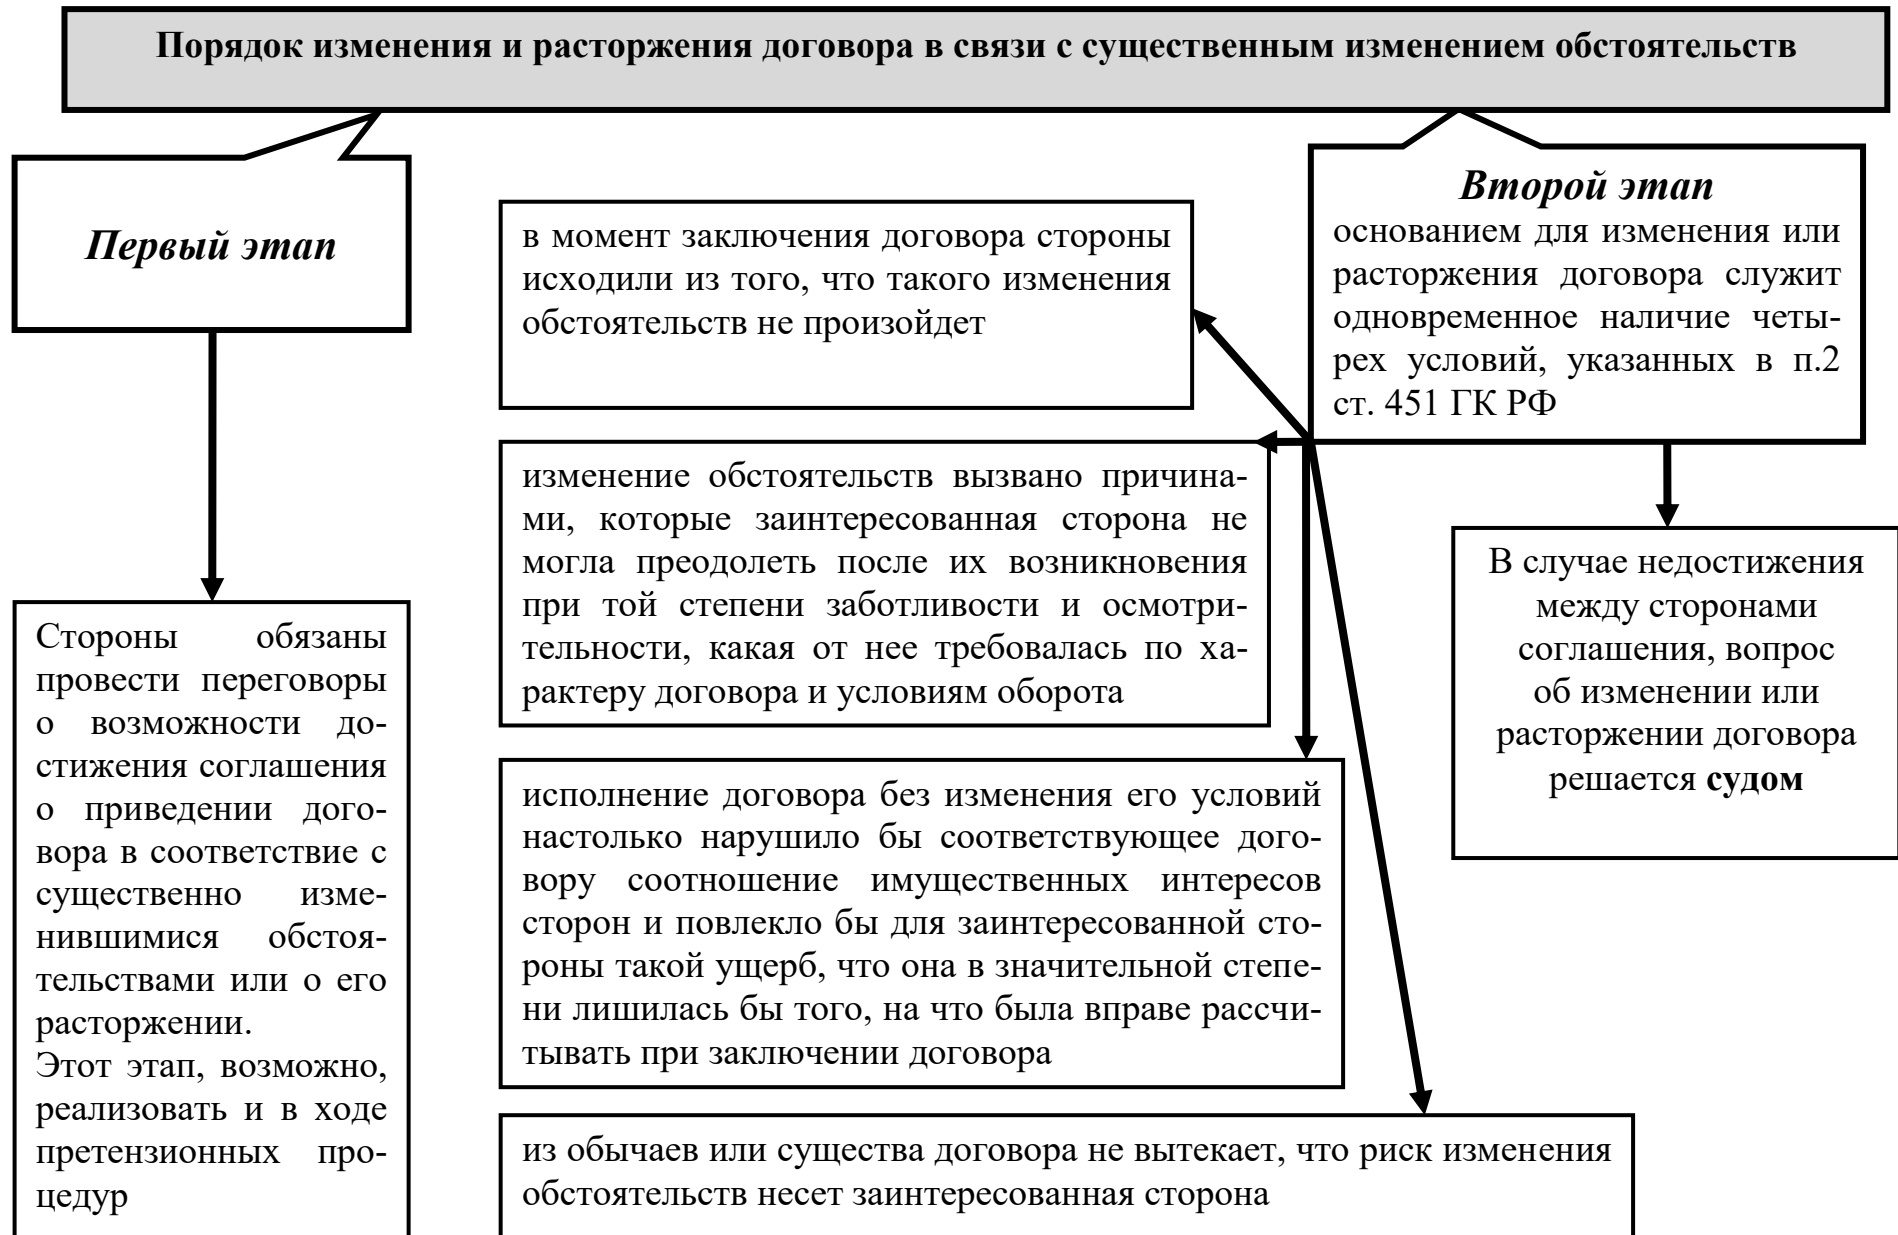 Порядок изменения и расторжения договора в связи с существенным изменением обстоятельств
Первый этап
Стороны обязаны
провести переговоры
о возможности до-
стижения соглашения
о приведении дого-
вора в соответствие с
существенно изме-
нившимися обстоя-
тельствами или о его
расторжении.
Этот этап, возможно,
реализовать и в ходе
претензионных про-
цедур
Второй этап
основанием для изменения или
расторжения договора служит
одновременное наличие четы-
рех условий, указанных в п.2
ст. 451 ГК РФ
в момент заключения договора стороны
исходили из того, что такого изменения
обстоятельств не произойдет
изменение обстоятельств вызвано причина-
ми, которые заинтересованная сторона не
могла преодолеть после их возникновения
при той степени заботливости и осмотри-
тельности, какая от нее требовалась по ха-
рактеру договора и условиям оборота
исполнение договора без изменения его условий
настолько нарушило бы соответствующее дого-
вору соотношение имущественных интересов
сторон и повлекло бы для заинтересованной сто-
роны такой ущерб, что она в значительной степе-
ни лишилась бы того, на что была вправе рассчи-
тывать при заключении договора
из обычаев или существа договора не вытекает, что риск изменения
обстоятельств несет заинтересованная сторона
В случае недостижения
между сторонами
соглашения, вопрос
об изменении или
расторжении договора
решается судом